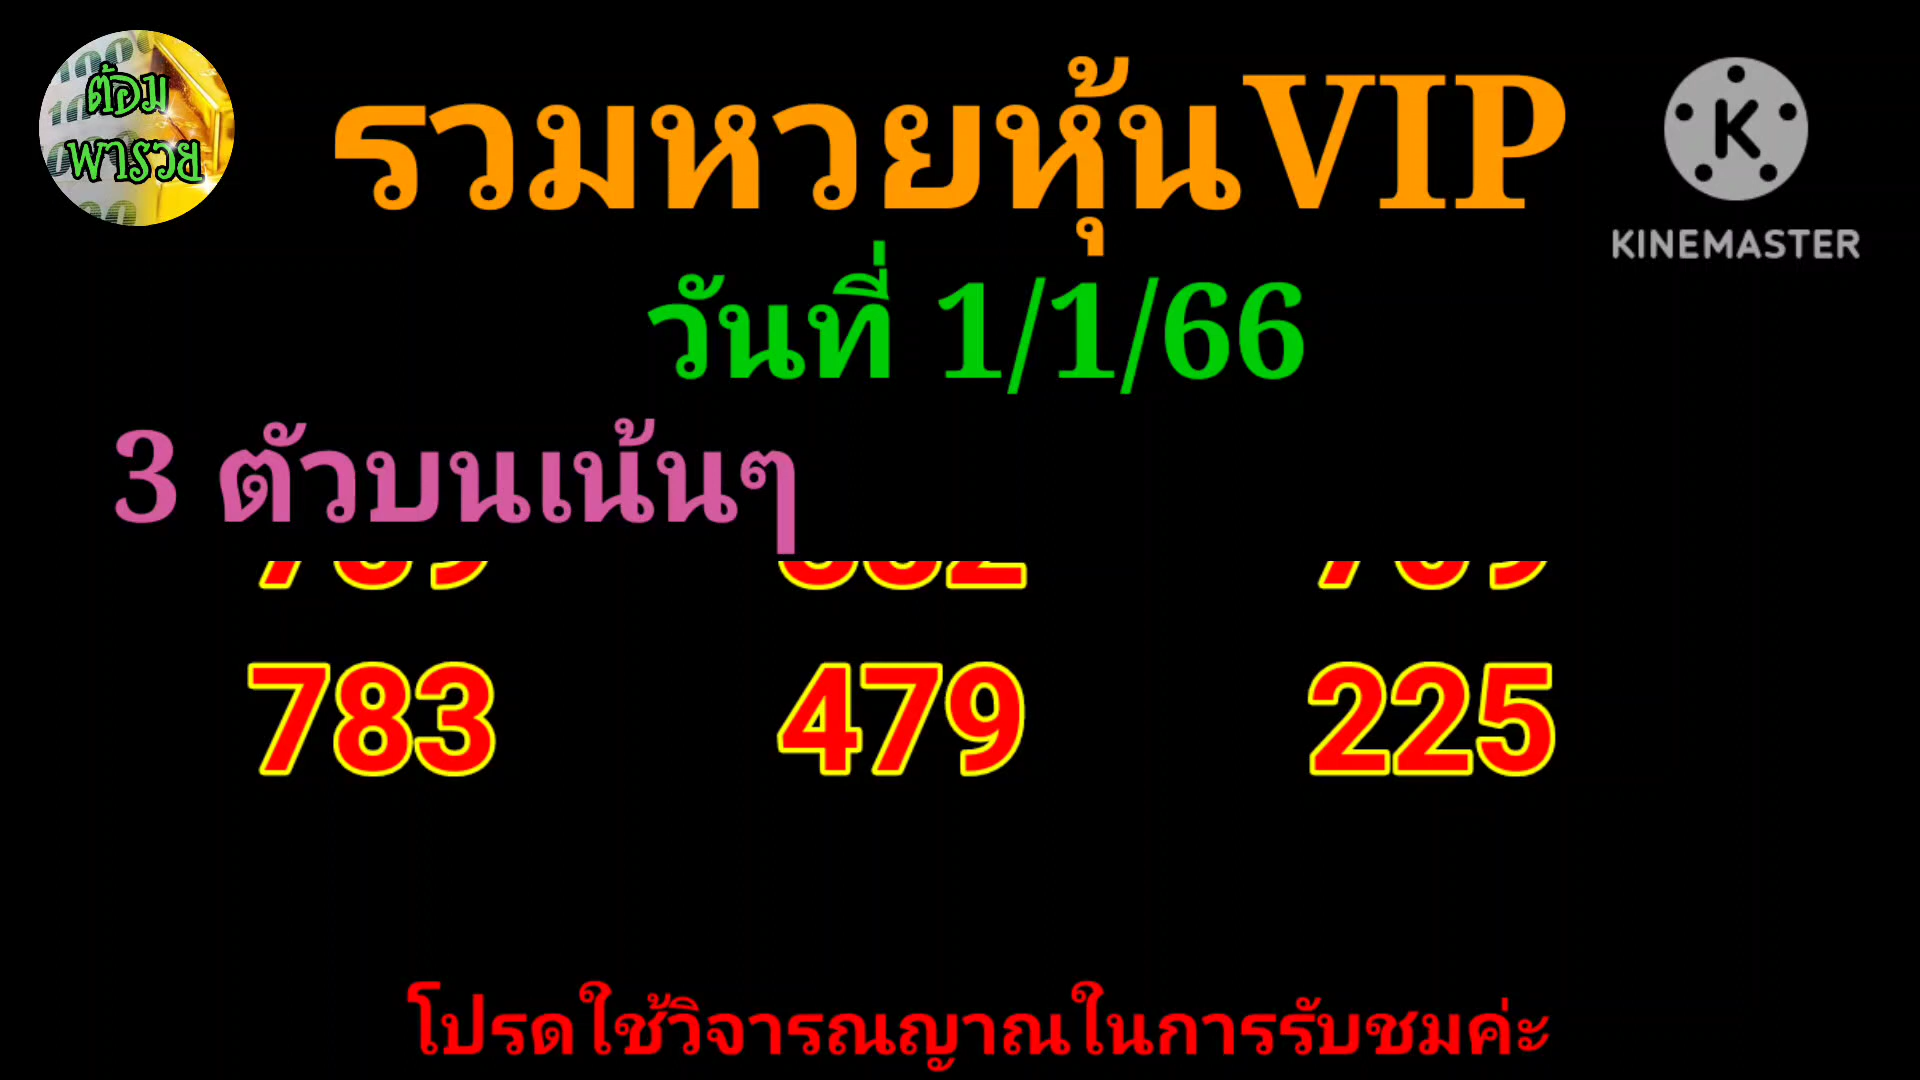 ต้อม
พารวย
รวมหวยหุ้นVIP
KINEMASTER
วันที่ 1/1/66
3 ตัวบนเน้นๆ
783 479 225
โปรดใช้วิจารณญาณในการรับชมค่ะ